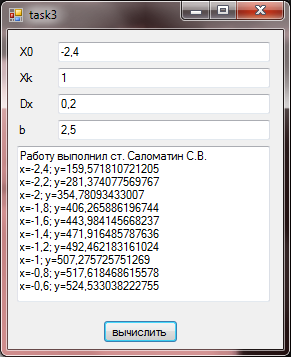 task3
X0 -2,4
Xk 1
Dx 0,2
b 2,5
Работу выполнил ст. Саломатин С.В.
x=-2,4; y=159,571810721205
x=-2,2; y=281,374077569767
x=-2; y=354,78093433007
x=-1,8; y=406,265886196744
x=-1,6; y=443,984145668237
x=-1,4; y=471,916485787636
x=-1,2; y=492,462183161024
x=-1; y=507,275725751269
x=-0,8; y=517,618468615578
x=-0,6; y=524,533038222755
вычислить